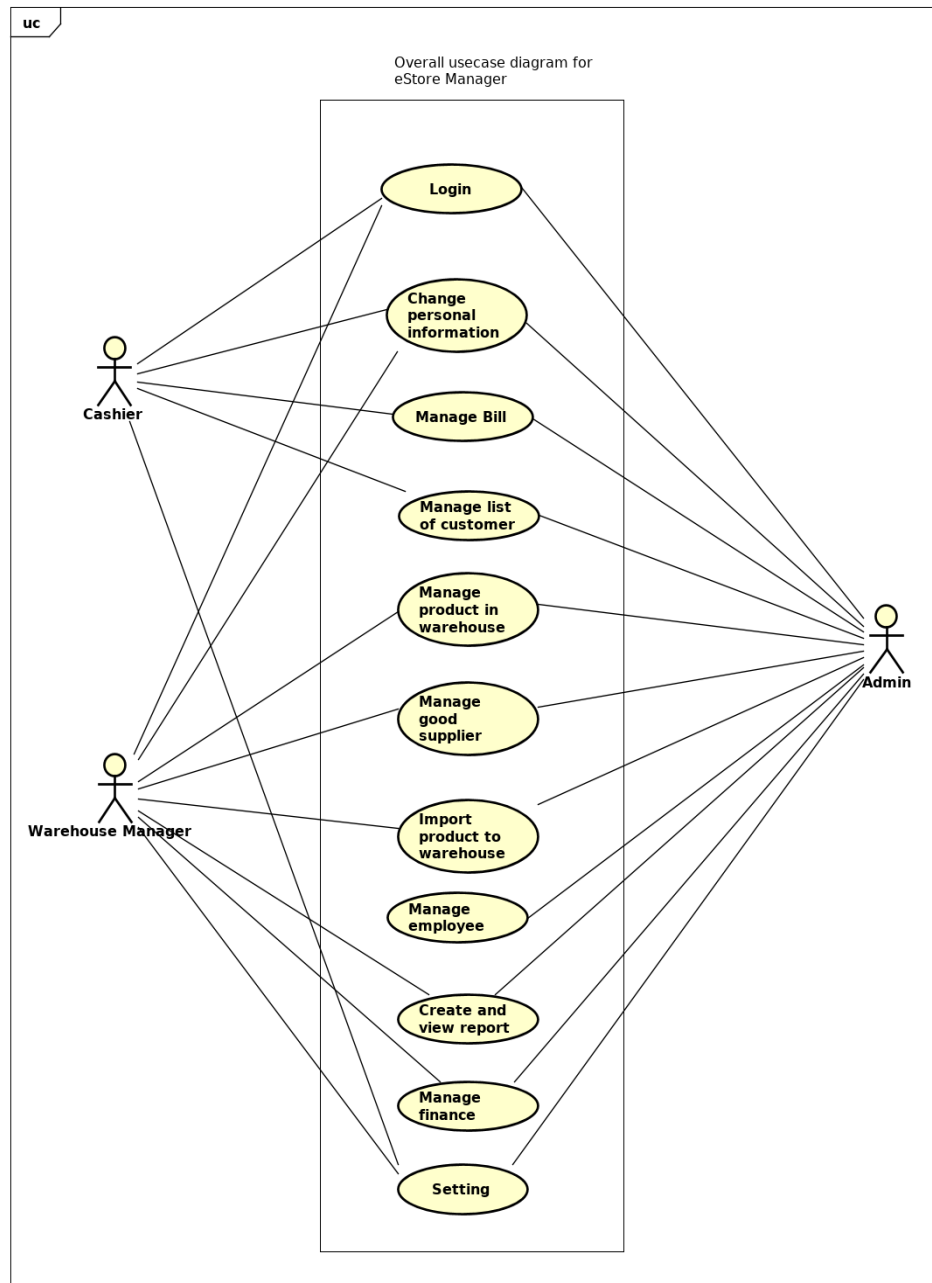 uc
Overall usecase diagram for
eStore Manager
Login
Change
personal
information
Cashier
Manage Bill
Manage list
of customer
Manage
product in
warehouse
Admin
Manage
good
supplier
Warehouse Manager
Import
product to
warehouse
Manage
employee
Create and
view report
Manage
finance
Setting